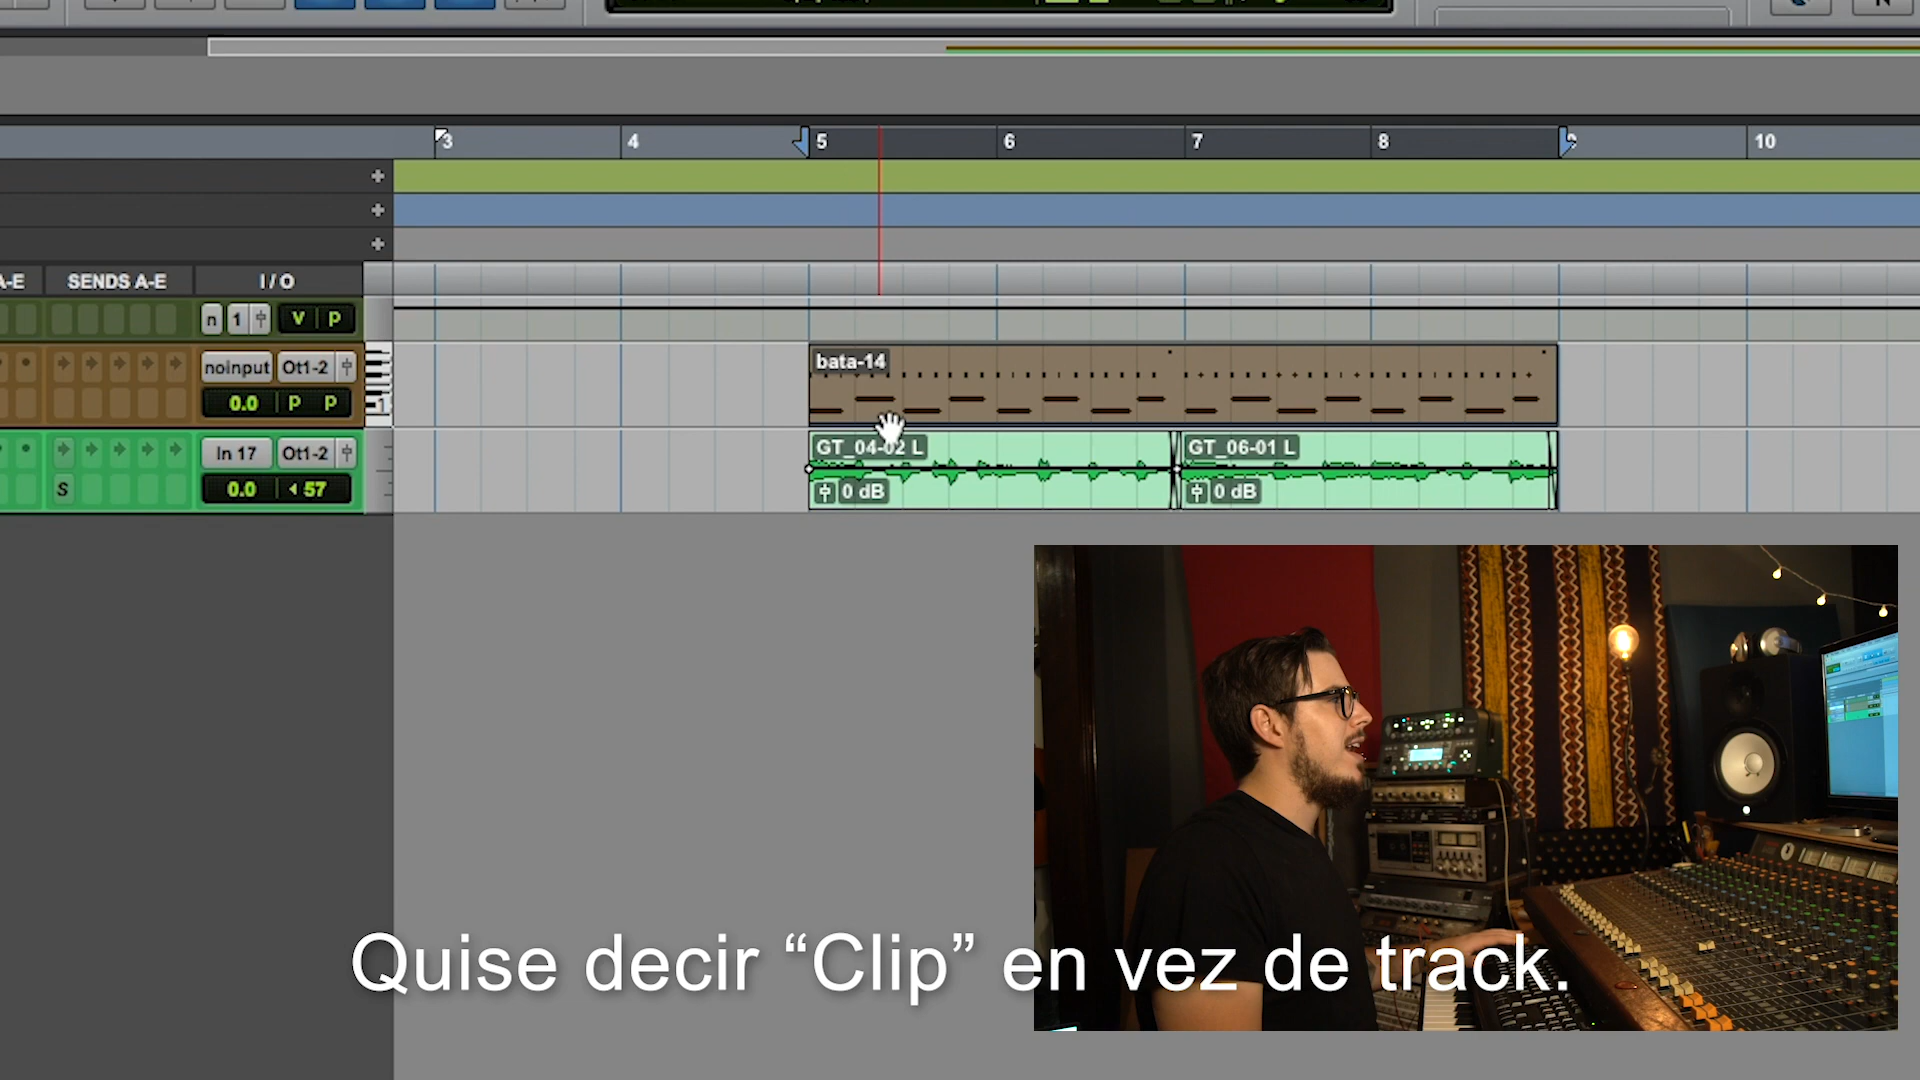 3 4 5 6 7 8 9 10
A-E SENDS A-E I / O
n 1 V P
noinput Ot1-2
0.0 P P
1
bata-14
In 17 Ot1-2
S 0.0 57
GT_04-02 L GT_06-01 L
0 dB 0 dB
Quise decir “Clip” en vez de track.